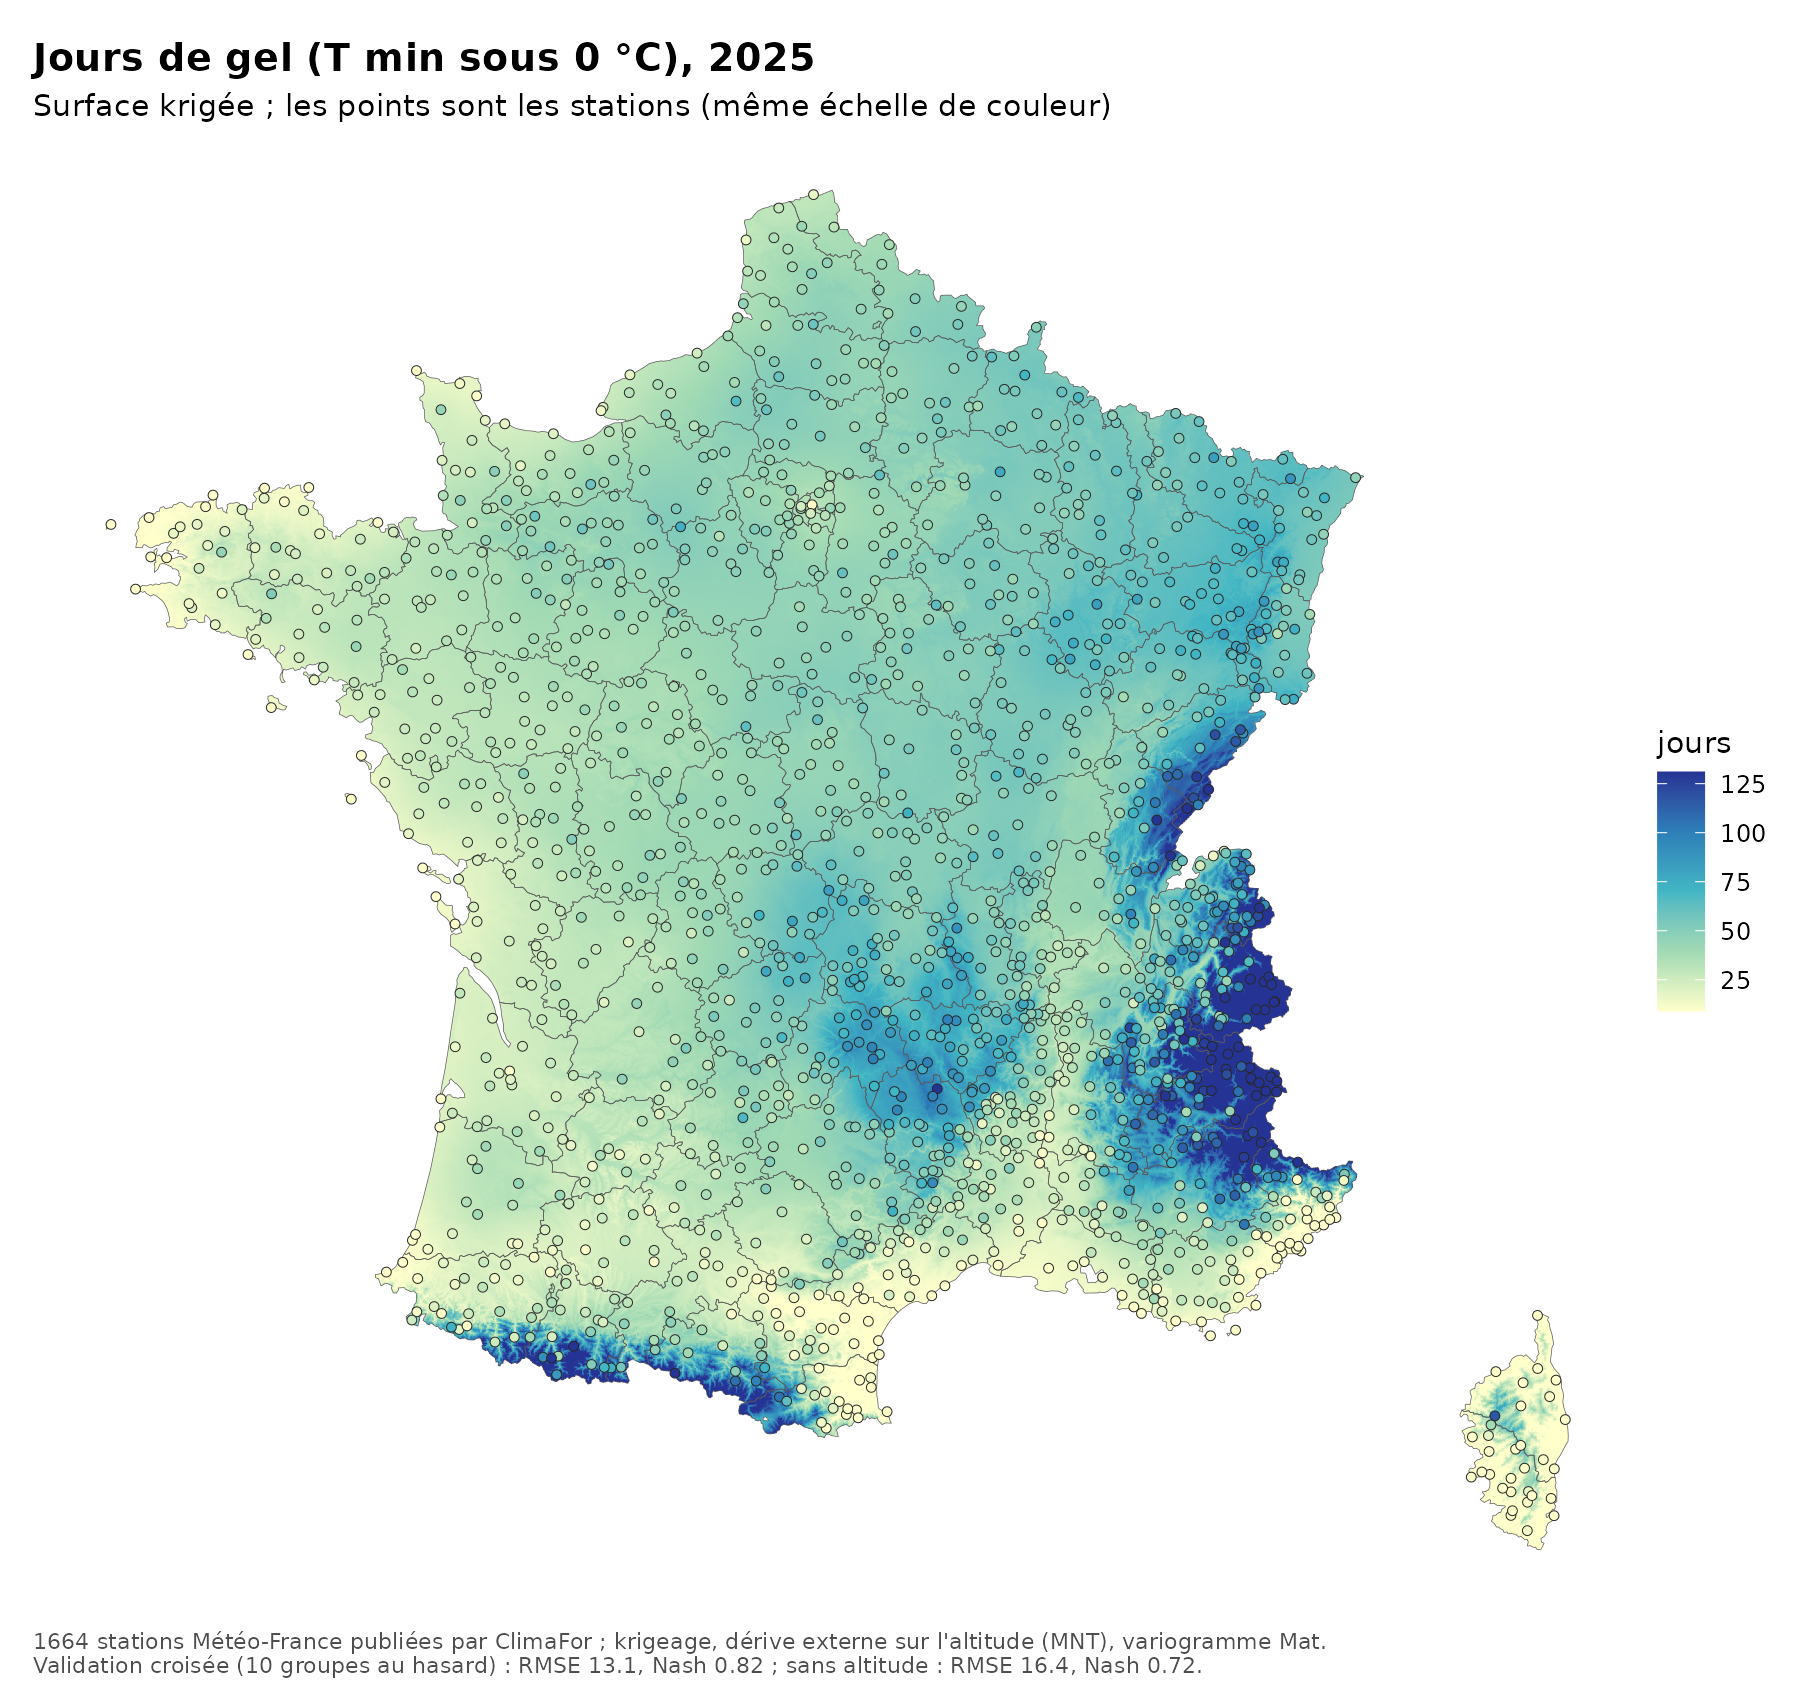 Jours de gel (T min sous 0 °C), 2025
Surface krigée ; les points sont les stations (même échelle de couleur)
jours
125
100
75
50
25
1664 stations Météo-France publiées par ClimaFor ; krigeage, dérive externe sur l'altitude (MNT), variogramme Mat.
Validation croisée (10 groupes au hasard) : RMSE 13.1, Nash 0.82 ; sans altitude : RMSE 16.4, Nash 0.72.